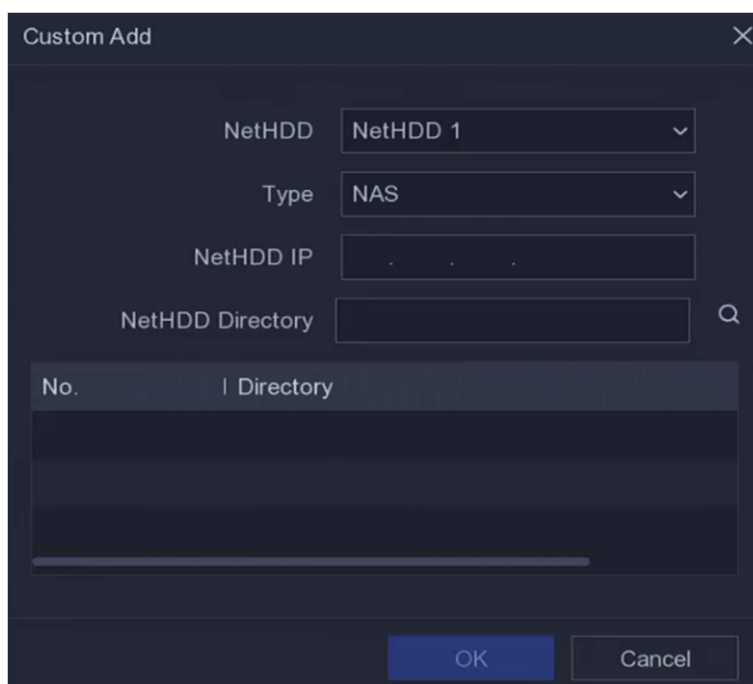 Custom Add
NetHDD NetHDD 1
Type NAS
NetHDD IP . . .
NetHDD Directory
No. Directory
OK Cancel